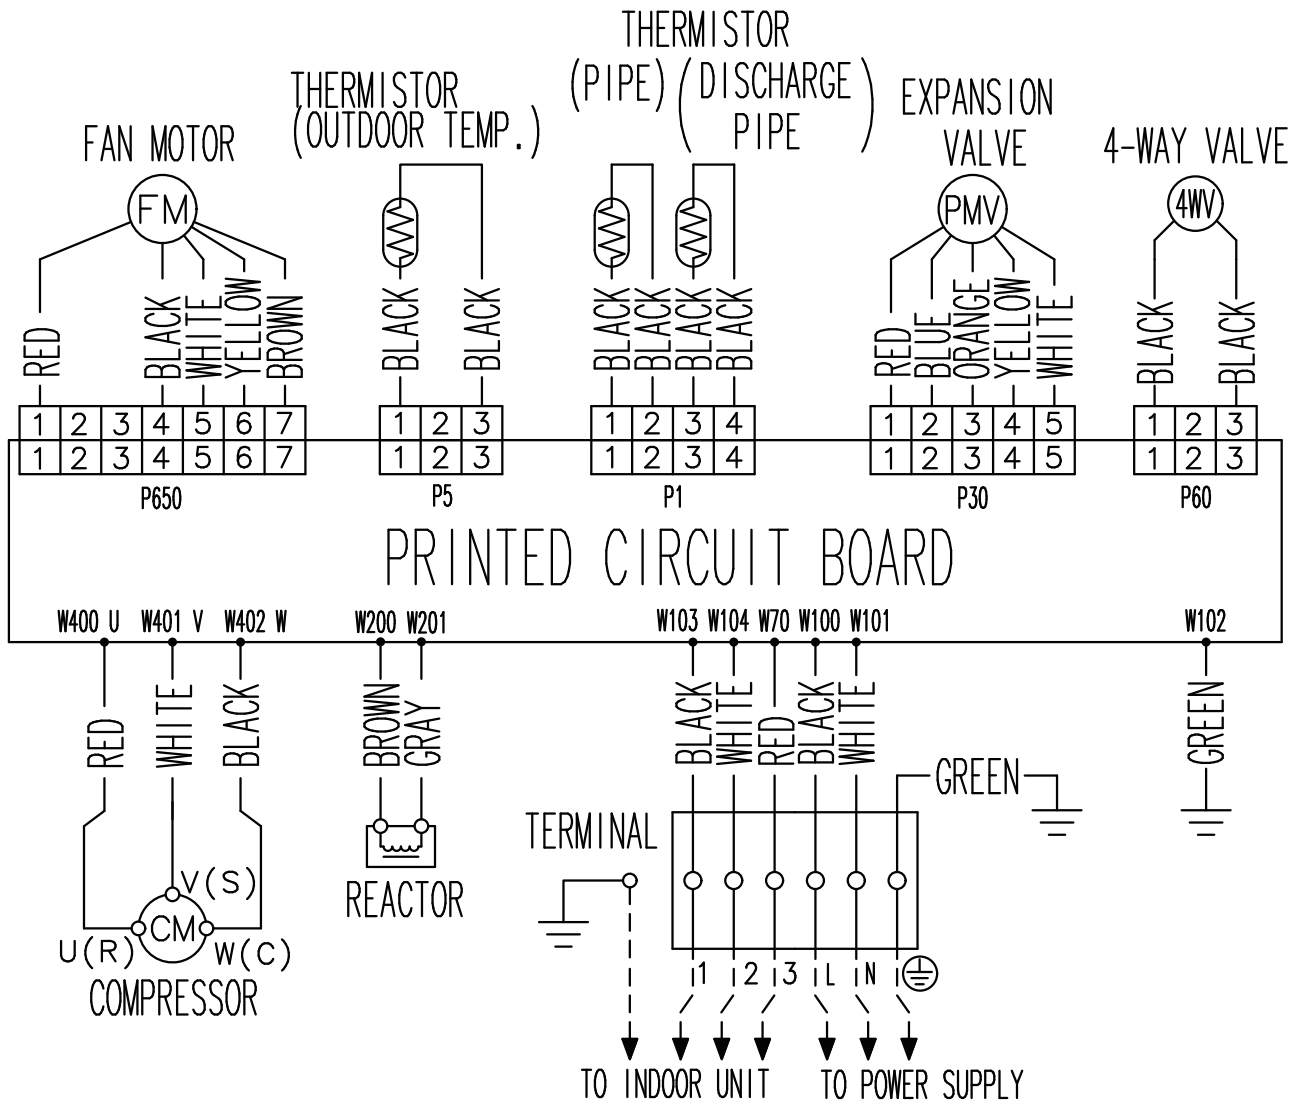 THERMISTOR
(PIPE) (DISCHARGE
PIPE)
THERMISTOR
(OUTDOOR TEMP.)
EXPANSION
VALVE
FAN MOTOR
4-WAY VALVE
FM
PMV
4WV
RED BLACK WHITE YELLOW BROWN
BLACK BLACK
BLACK BLACK BLACK BLACK
RED BLUE ORANGE YELLOW WHITE
BLACK BLACK
1 2 3 4 5 6 7 1 2 3 1 2 3 4 1 2 3 4 5 1 2 3
1 2 3 4 5 6 7 1 2 3 1 2 3 4 1 2 3 4 5 1 2 3
P650 P5 P1 P30 P60
PRINTED CIRCUIT BOARD
W400 U W401 V W402 W W200 W201 W103 W104 W70 W100 W101 W102
RED WHITE BLACK
BROWN GRAY
BLACK WHITE RED BLACK WHITE
GREEN
GREEN
TERMINAL
V(S)
REACTOR
CM
U(R) W(C)
COMPRESSOR
1 2 3 L N
TO INDOOR UNIT TO POWER SUPPLY